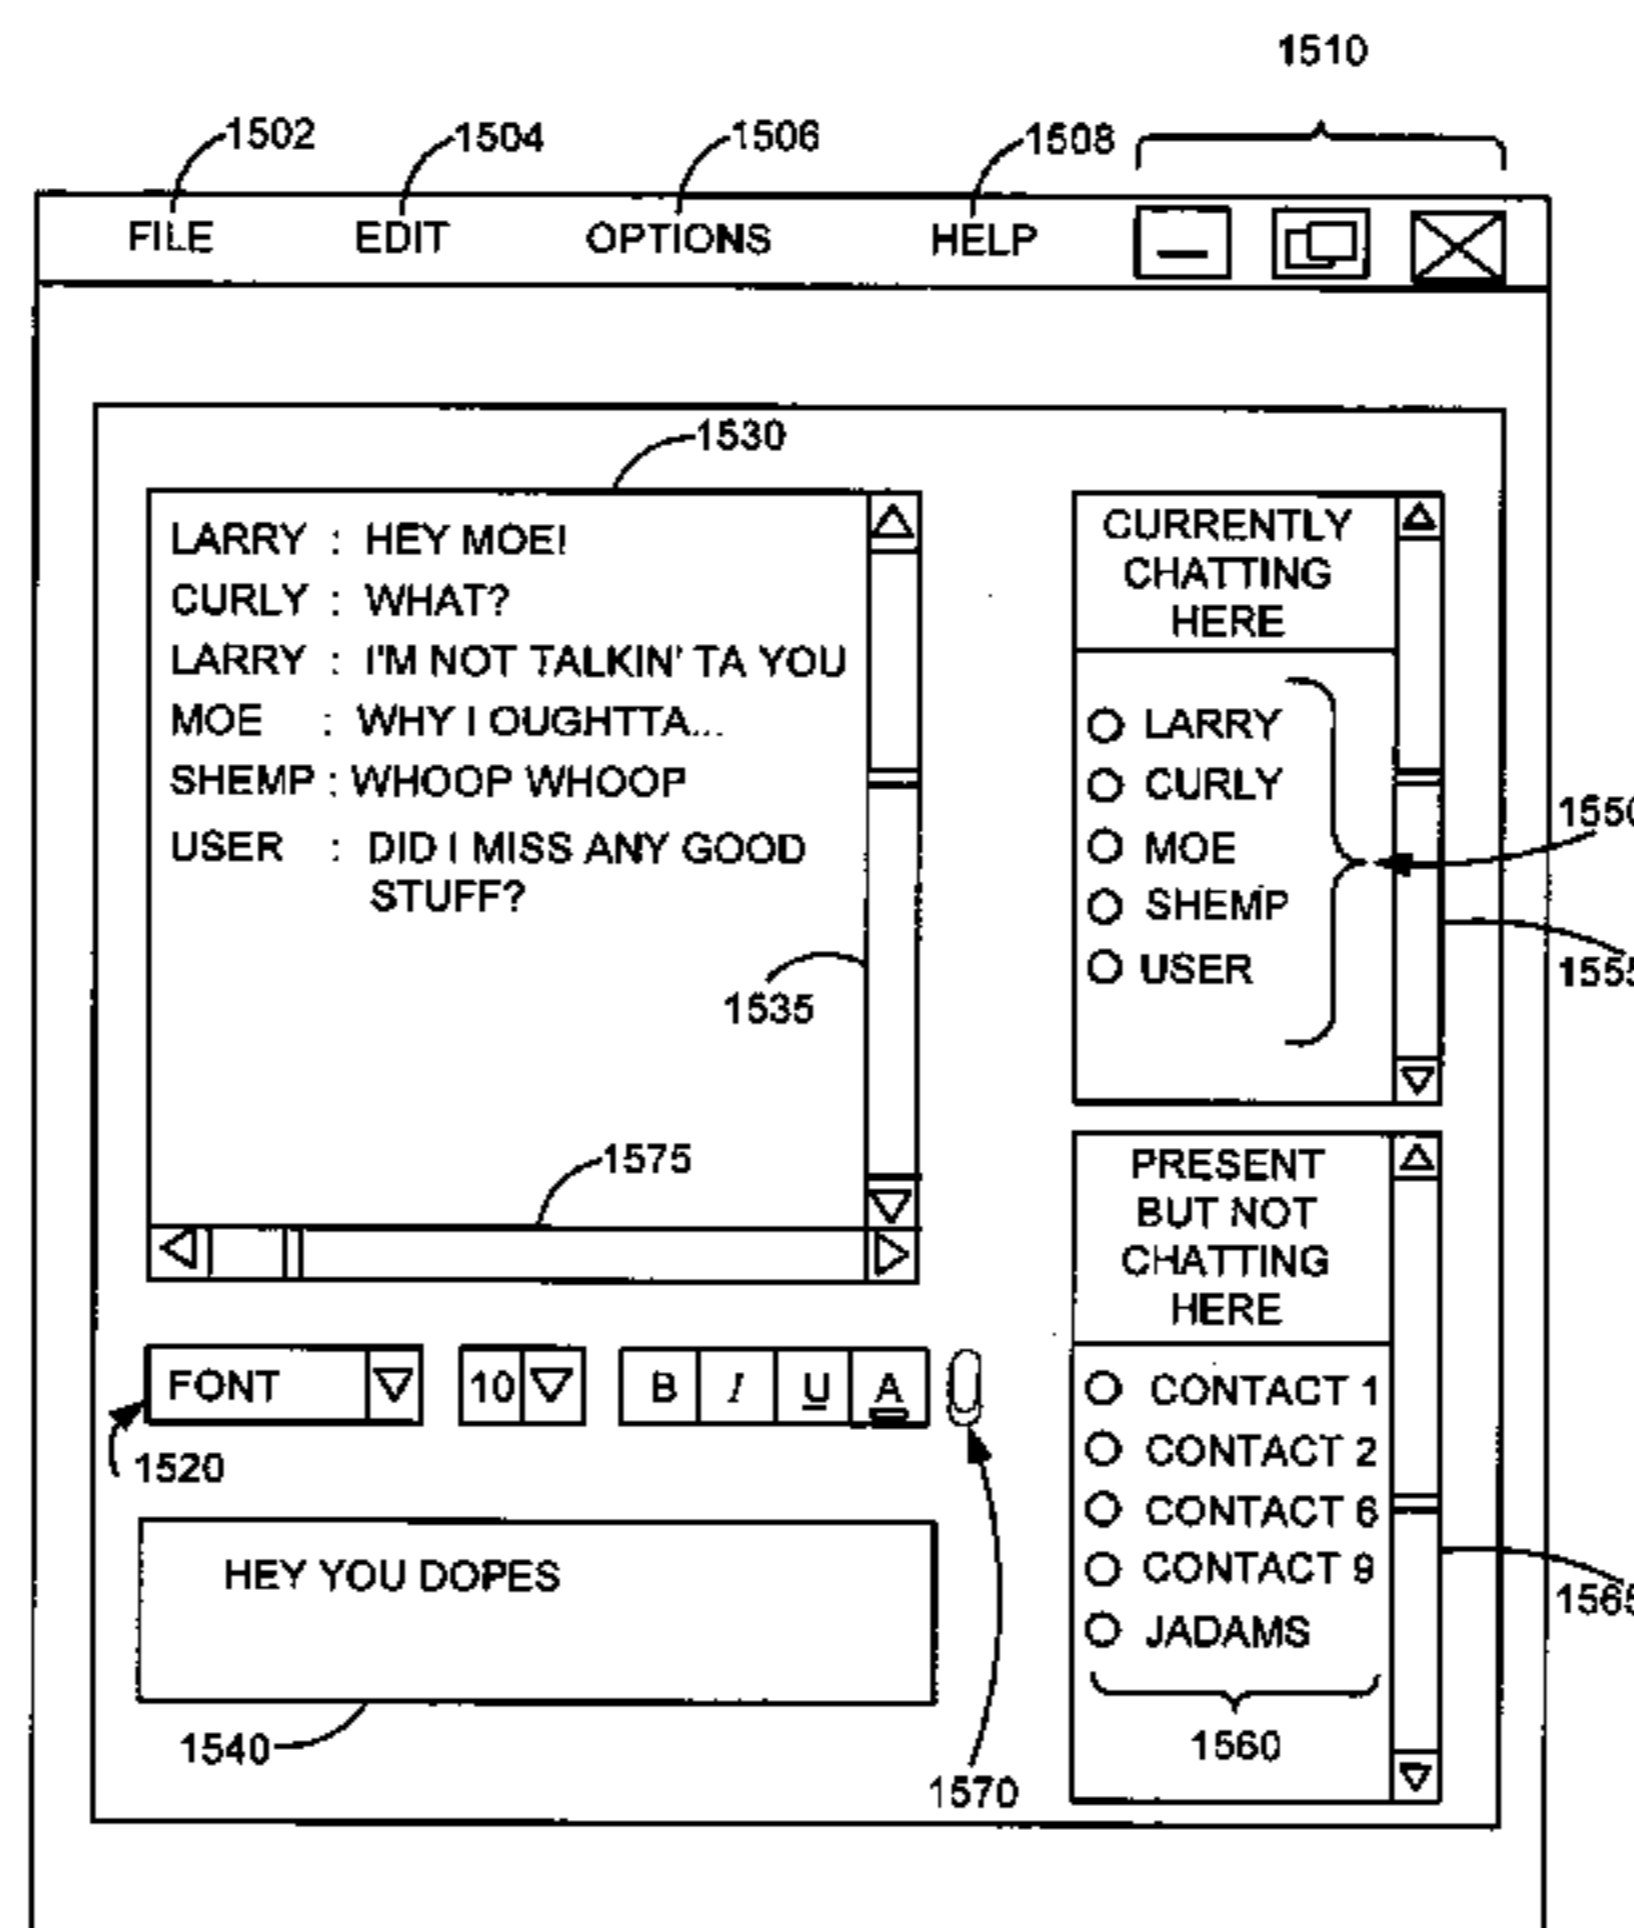 1510
1502 1504 1506 1508
FILE EDIT OPTIONS HELP
1530
LARRY : HEY MOE!
CURLY : WHAT?
LARRY : I'M NOT TALKIN' TA YOU
MOE : WHY I OUGHTTA...
SHEMP : WHOOP WHOOP
USER : DID I MISS ANY GOOD
STUFF?
1535
1575
CURRENTLY
CHATTING
HERE
LARRY
CURLY
MOE
SHEMP
USER
1550
1555
PRESENT
BUT NOT
CHATTING
HERE
CONTACT 1
CONTACT 2
CONTACT 6
CONTACT 9
JADAMS
1560
1565
FONT 10 B I U A
1520
HEY YOU DOPES
1540
1570